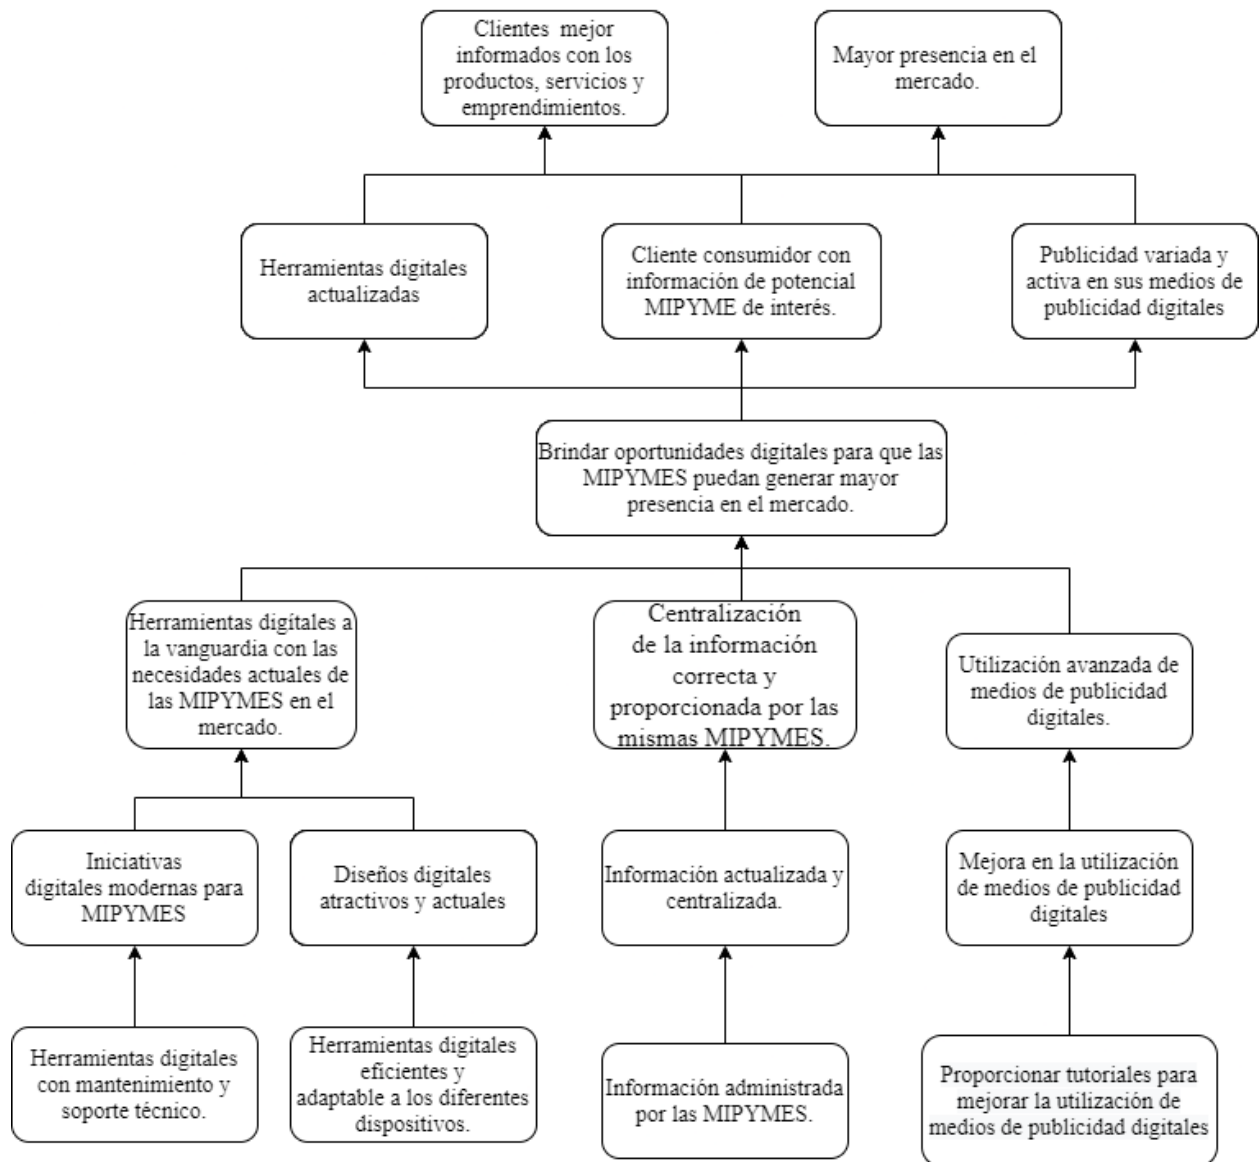 Clientes mejor
informados con los
productos, servicios y
emprendimientos.
Mayor presencia en el
mercado.
Herramientas digitales
actualizadas
Cliente consumidor con
información de potencial
MIPYME de interés.
Publicidad variada y
activa en sus medios de
publicidad digitales
Brindar oportunidades digitales para que las
MIPYMES puedan generar mayor
presencia en el mercado.
Herramientas digítales a
la vanguardia con las
necesidades actuales de
las MIPYMES en el
mercado.
Centralización
de la información
correcta y
proporcionada por las
mismas MIPYMES.
Utilización avanzada de
medios de publicidad
digitales.
Iniciativas
digitales modernas para
MIPYMES
Diseños digitales
atractivos y actuales
Información actualizada y
centralizada.
Mejora en la utilización
de medios de publicidad
digitales
Herramientas digitales
con mantenimiento y
soporte técnico.
Herramientas digitales
eficientes y
adaptable a los diferentes
dispositivos.
Información administrada
por las MIPYMES.
Proporcionar tutoriales para
mejorar la utilización de
medios de publicidad digitales